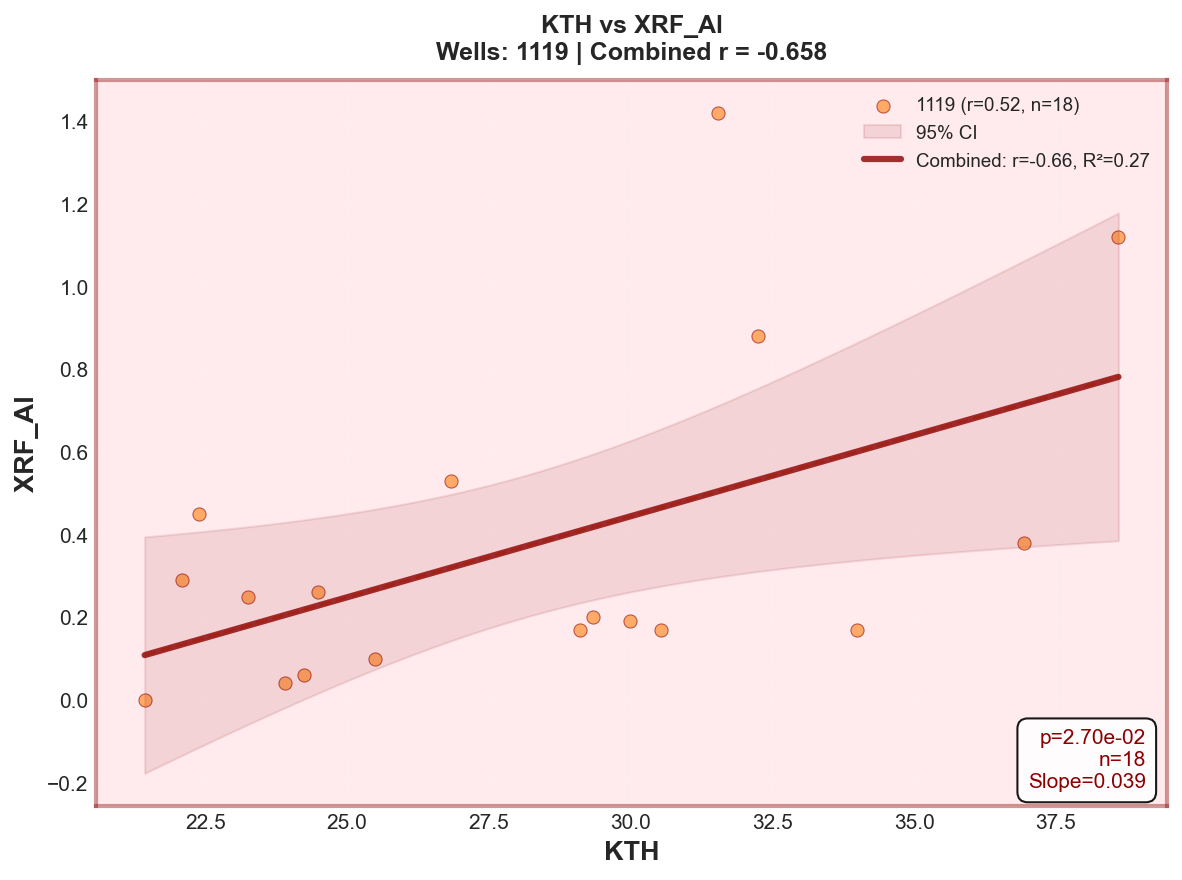 KTH vs XRF_Al
Wells: 1119 | Combined r = -0.658
1119 (r=0.52, n=18)
95% CI
Combined: r=-0.66, R²=0.27
XRF_Al
1.4
1.2
1.0
0.8
0.6
0.4
0.2
0.0
−0.2
p=2.70e-02
n=18
Slope=0.039
22.5 25.0 27.5 30.0 32.5 35.0 37.5
KTH